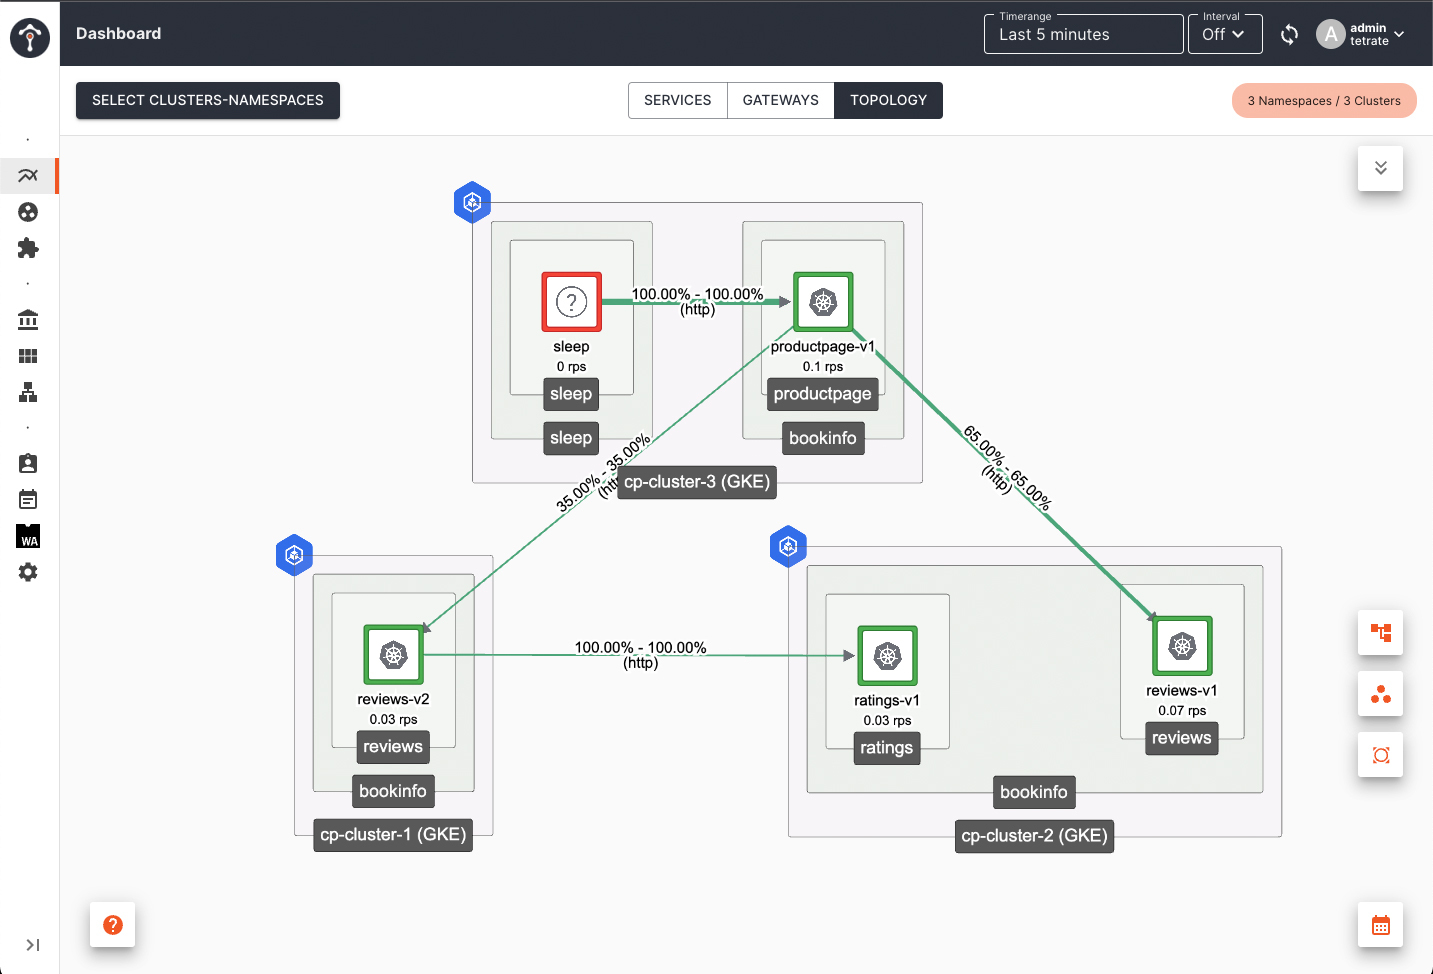 Dashboard
Timerange
Last 5 minutes
Interval
Off
A
admin
tetrate
SELECT CLUSTERS-NAMESPACES
SERVICES
GATEWAYS
TOPOLOGY
3 Namespaces / 3 Clusters
?
sleep
0 rps
sleep
sleep
100.00% - 100.00%
(http)
productpage-v1
0.1 rps
productpage
bookinfo
cp-cluster-3 (GKE)
35.00% - 35.00%
(http
65.00% - 65.00%
(http)
reviews-v2
0.03 rps
reviews
bookinfo
cp-cluster-1 (GKE)
100.00% - 100.00%
(http)
ratings-v1
0.03 rps
ratings
reviews-v1
0.07 rps
reviews
bookinfo
cp-cluster-2 (GKE)
WA
?